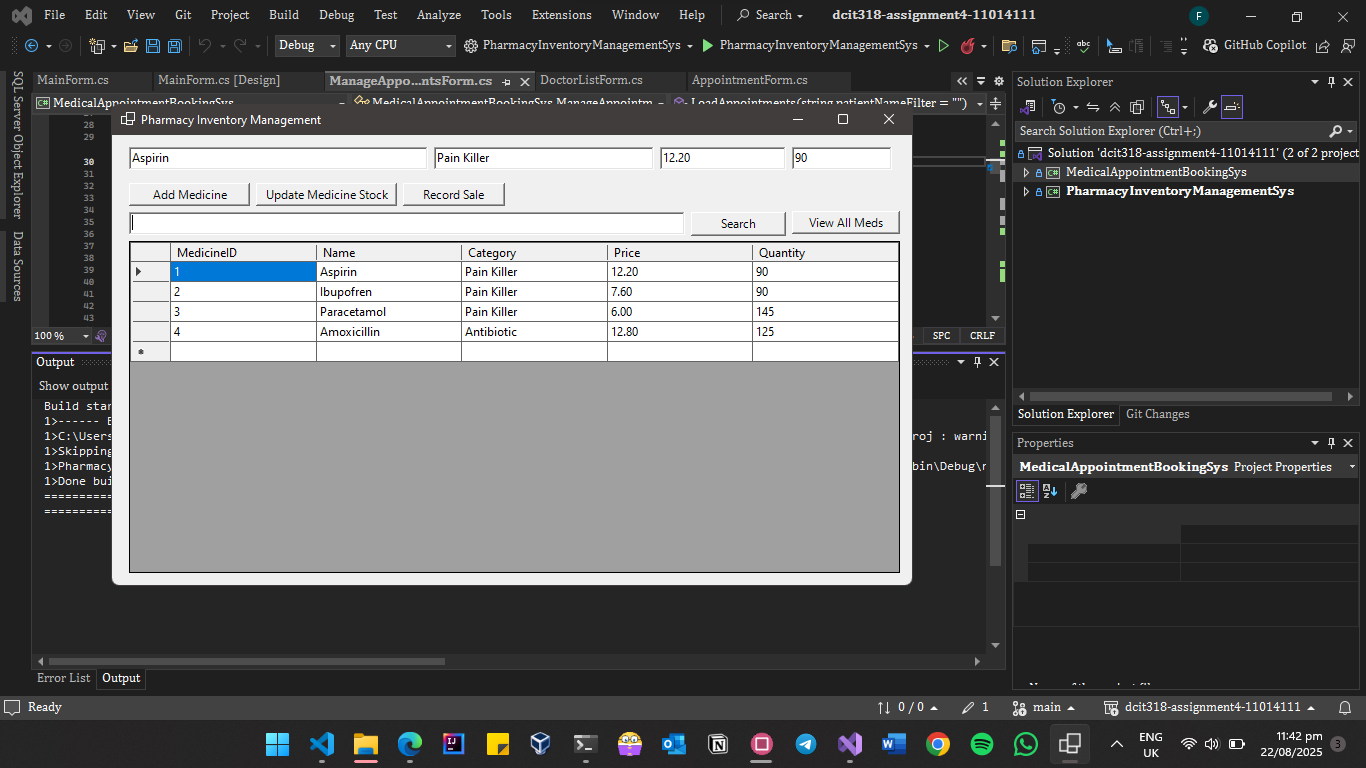 File Edit View Git Project Build Debug Test Analyze Tools Extensions Window Help Search dcit318-assignment4-11014111 F
Debug Any CPU PharmacyInventoryManagementSys PharmacyInventoryManagementSys GitHub Copilot
SQL Server Object Explorer
Data Sources
MainForm.cs MainForm.cs [Design] ManageAppo...ntsForm.cs DoctorListForm.cs AppointmentForm.cs
MedicalAppointmentBookingSys MedicalAppointmentBookingSys.ManageAppointm LoadAppointments(string patientNameFilter = "")
28
29
30
31
32
33
34
35
36
37
38
39
40
41
42
43
Pharmacy Inventory Management
Aspirin Pain Killer 12.20 90
Add Medicine Update Medicine Stock Record Sale
Search View All Meds
MedicineID Name Category Price Quantity
1 Aspirin Pain Killer 12.20 90
2 Ibupofren Pain Killer 7.60 90
3 Paracetamol Pain Killer 6.00 145
4 Amoxicillin Antibiotic 12.80 125
100 % SPC CRLF
Output
Show output
Build star
1>------ B
1>C:\Users roj : warni
1>Skipping
1>Pharmacy bin\Debug\n
1>Done bui
==========
==========
Error List Output
Solution Explorer
Search Solution Explorer (Ctrl+;)
Solution 'dcit318-assignment4-11014111' (2 of 2 project
MedicalAppointmentBookingSys
PharmacyInventoryManagementSys
Solution Explorer Git Changes
Properties
MedicalAppointmentBookingSys Project Properties
Ready 0 / 0 1 main dcit318-assignment4-11014111
ENG
UK
11:42 pm
22/08/2025
3